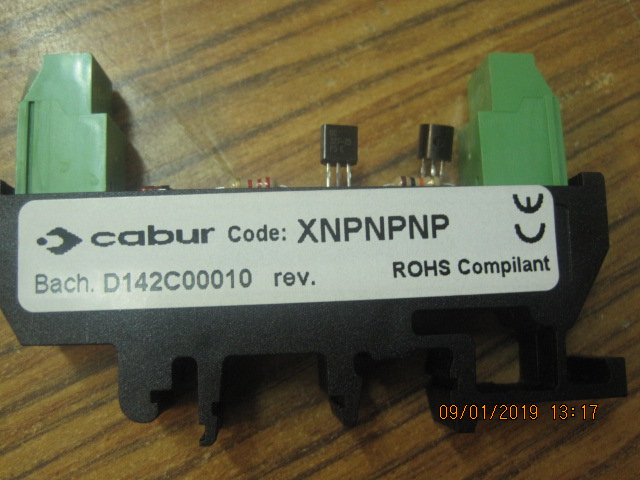 cabur Code: XNPNPNP
CE
Bach. D142C00010 rev.
ROHS Compilant
09/01/2019 13:17